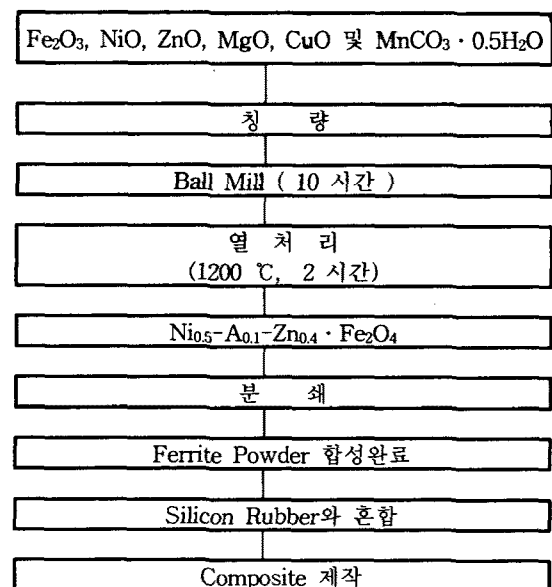 Fe₂O₃, NiO, ZnO, MgO, CuO 및 MnCO₃ · 0.5H₂O
칭 량
Ball Mill ( 10 시간 )
열 처 리
(1200 ℃, 2 시간)
Ni₀.₅-A₀.₁-Zn₀.₄ · Fe₂O₄
분 쇄
Ferrite Powder 합성완료
Silicon Rubber와 혼합
Composite 제작